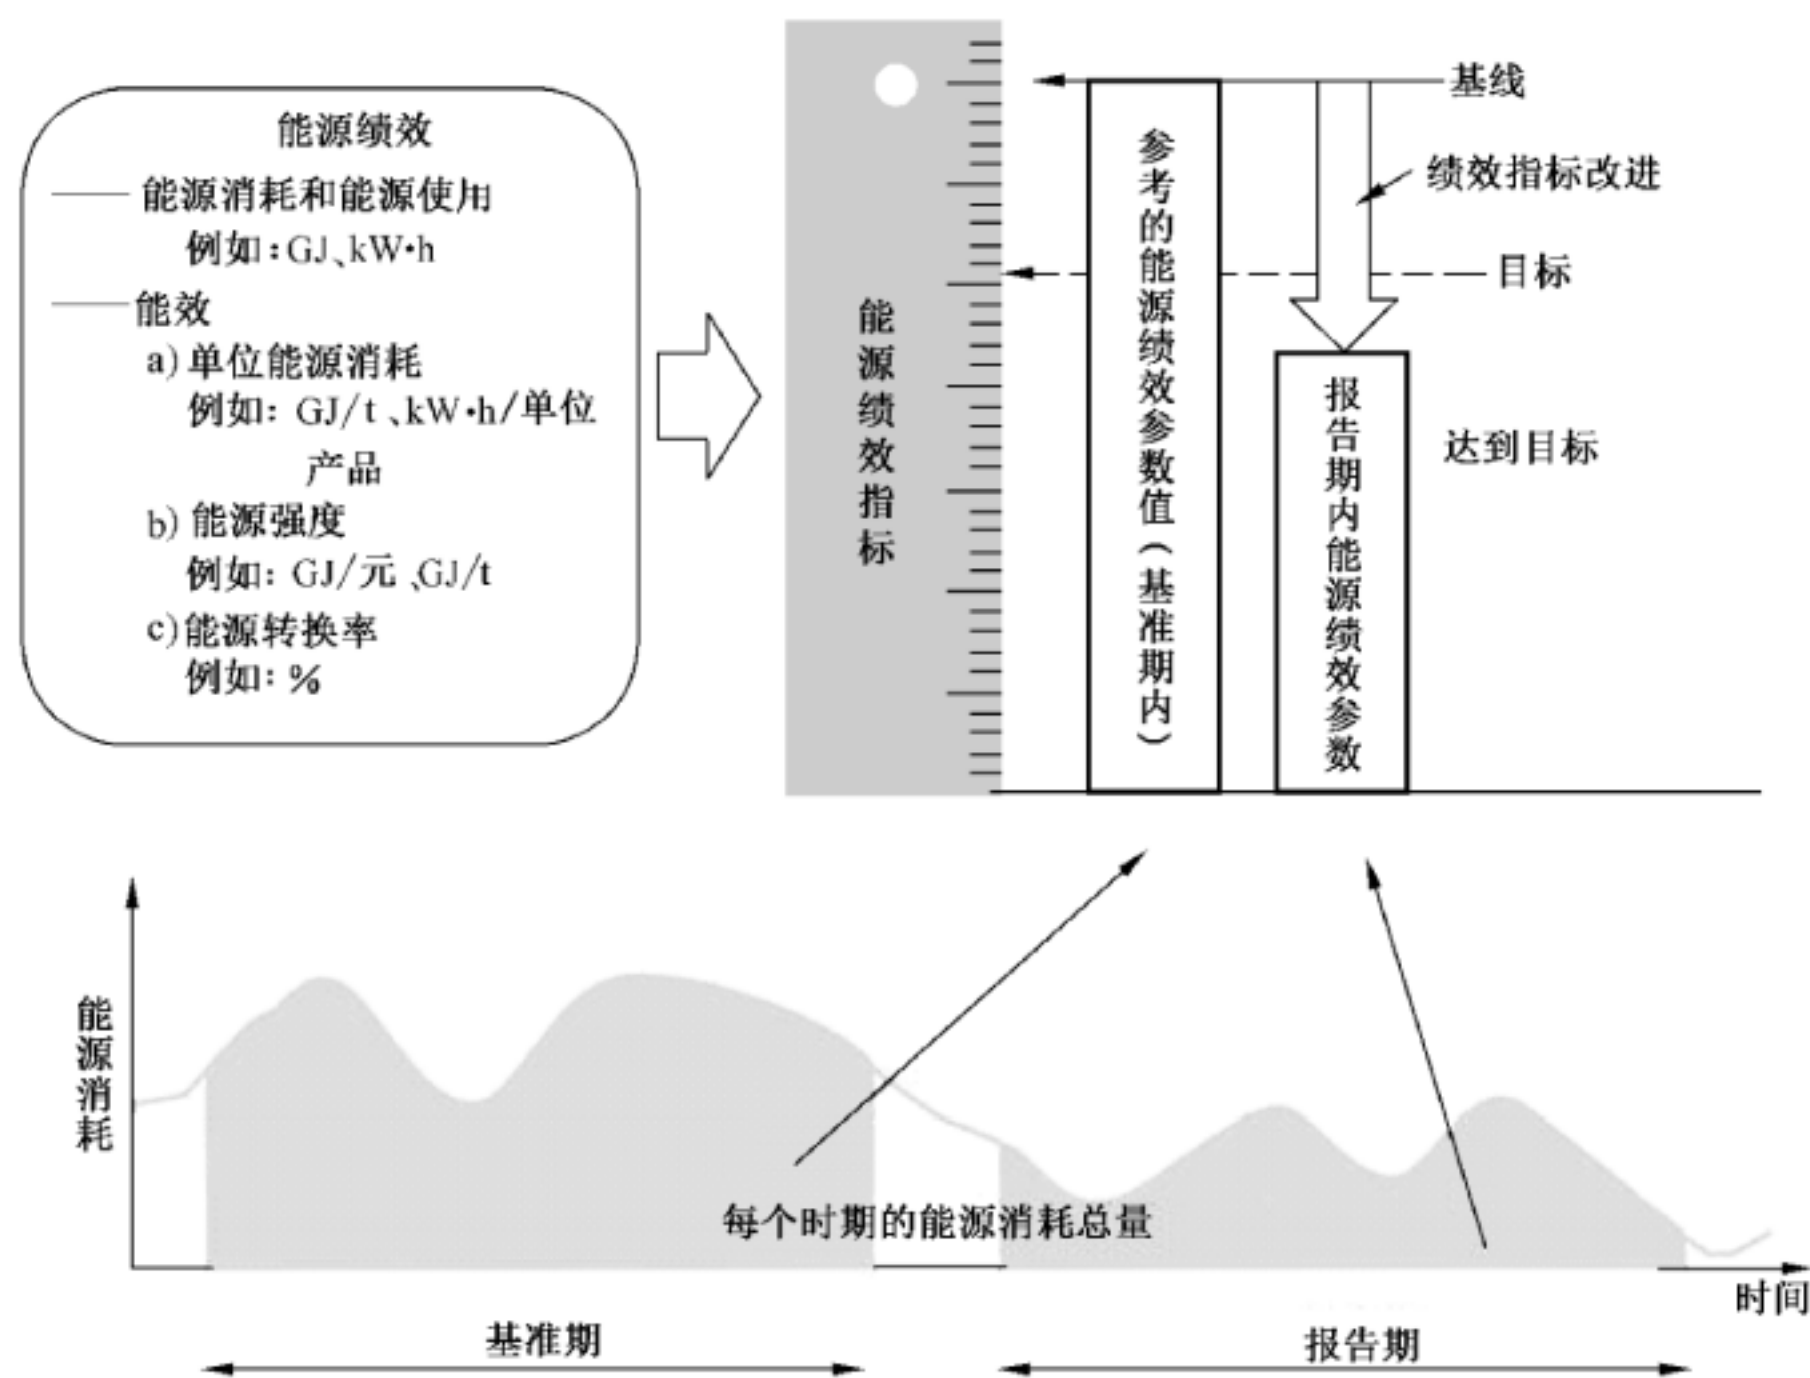 能源绩效
能源消耗和能源使用
例如:GJ、kW·h
能效
a)单位能源消耗
例如: GJ/t、kW·h/单位
产品
b) 能源强度
例如: GJ/元、GJ/t
c)能源转换率
例如: %
能源绩效指标
参考的能源绩效参数值(基准期内)
报告期内能源绩效参数
基线
绩效指标改进
目标
达到目标
能源消耗
每个时期的能源消耗总量
时间
基准期
报告期